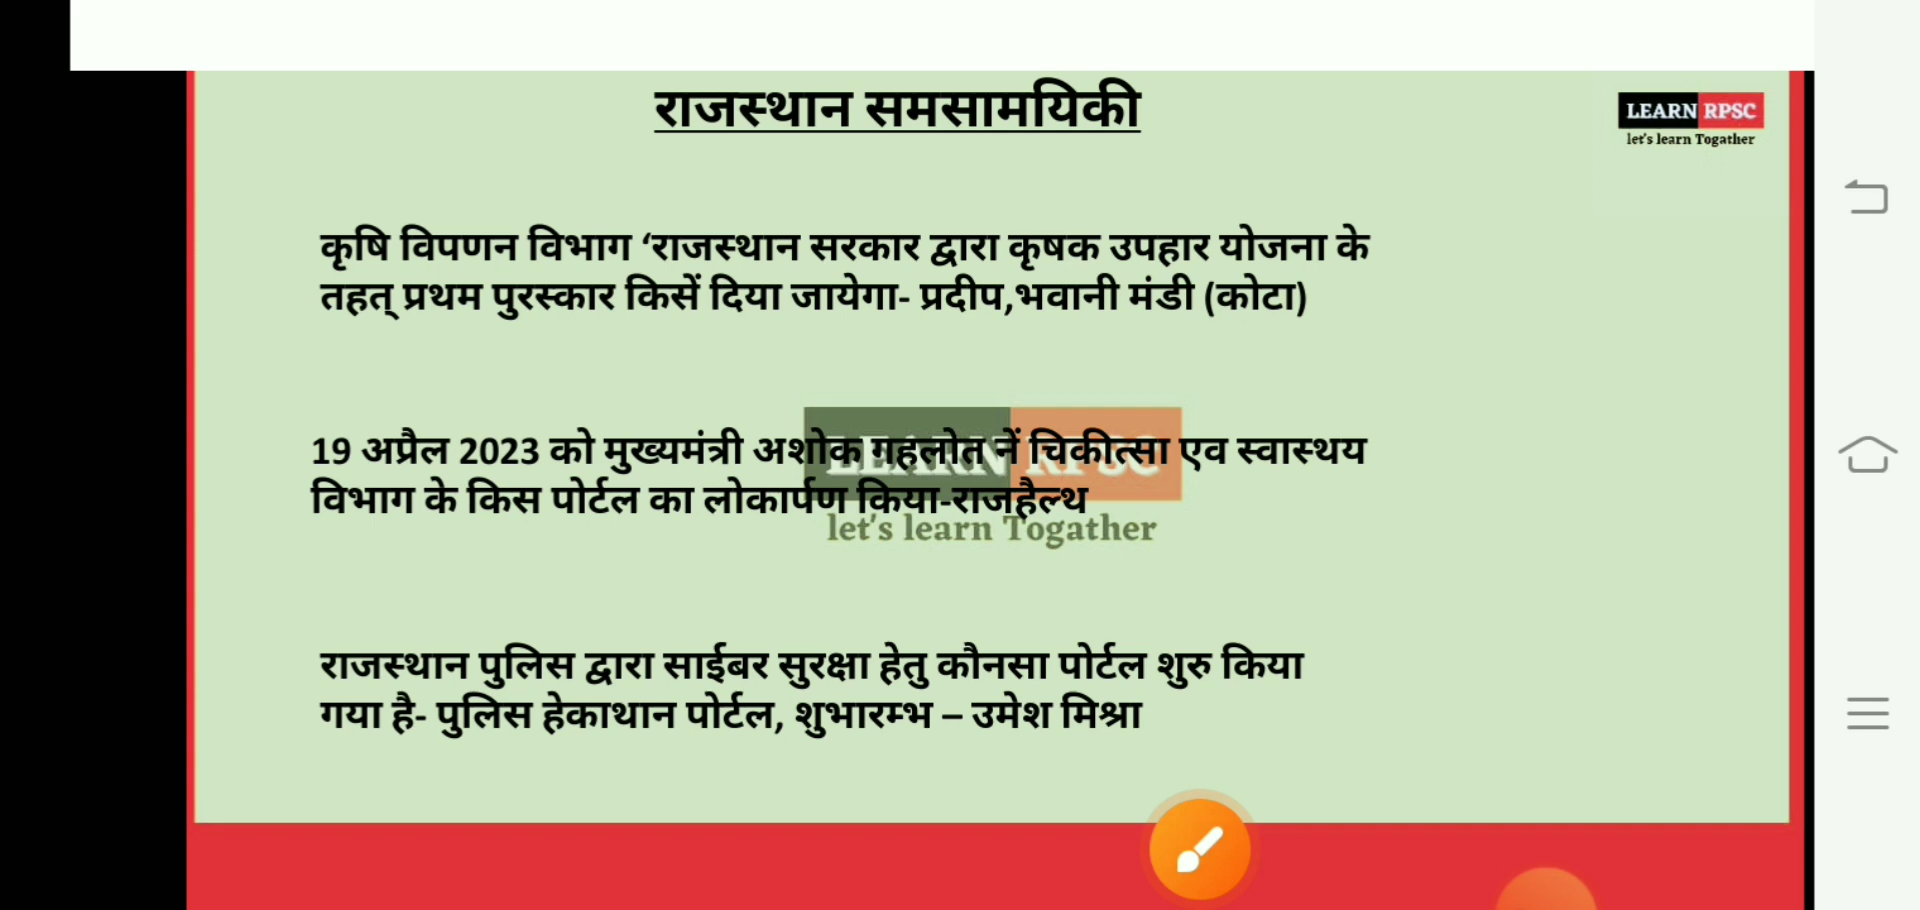 राजस्थान समसामयिकी
LEARN RPSC
let's learn Togather
कृषि विपणन विभाग ‘राजस्थान सरकार द्वारा कृषक उपहार योजना के
तहत् प्रथम पुरस्कार किसें दिया जायेगा- प्रदीप,भवानी मंडी (कोटा)
19 अप्रैल 2023 को मुख्यमंत्री अशोक गहलोत नें चिकीत्सा एव स्वास्थय
विभाग के किस पोर्टल का लोकार्पण किया-राजहैल्थ
LEARN RPSC
let's learn Togather
राजस्थान पुलिस द्वारा साईबर सुरक्षा हेतु कौनसा पोर्टल शुरु किया
गया है- पुलिस हेकाथान पोर्टल, शुभारम्भ – उमेश मिश्रा